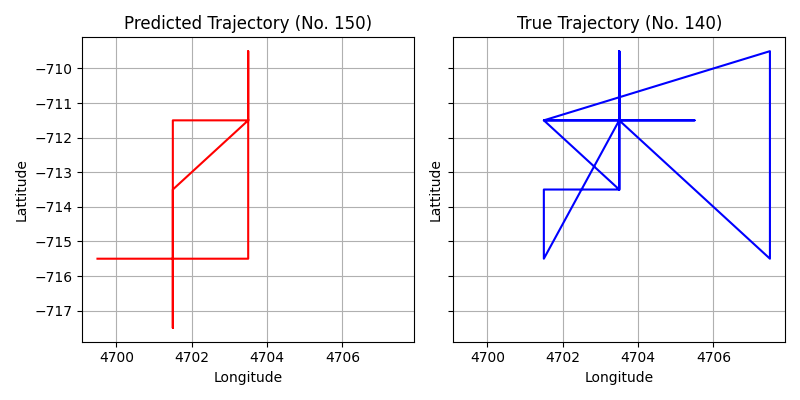 Predicted Trajectory (No. 150)
True Trajectory (No. 140)
−710
−711
−712
−713
−714
−715
−716
−717
Lattitude
Lattitude
4700 4702 4704 4706
4700 4702 4704 4706
Longitude
Longitude